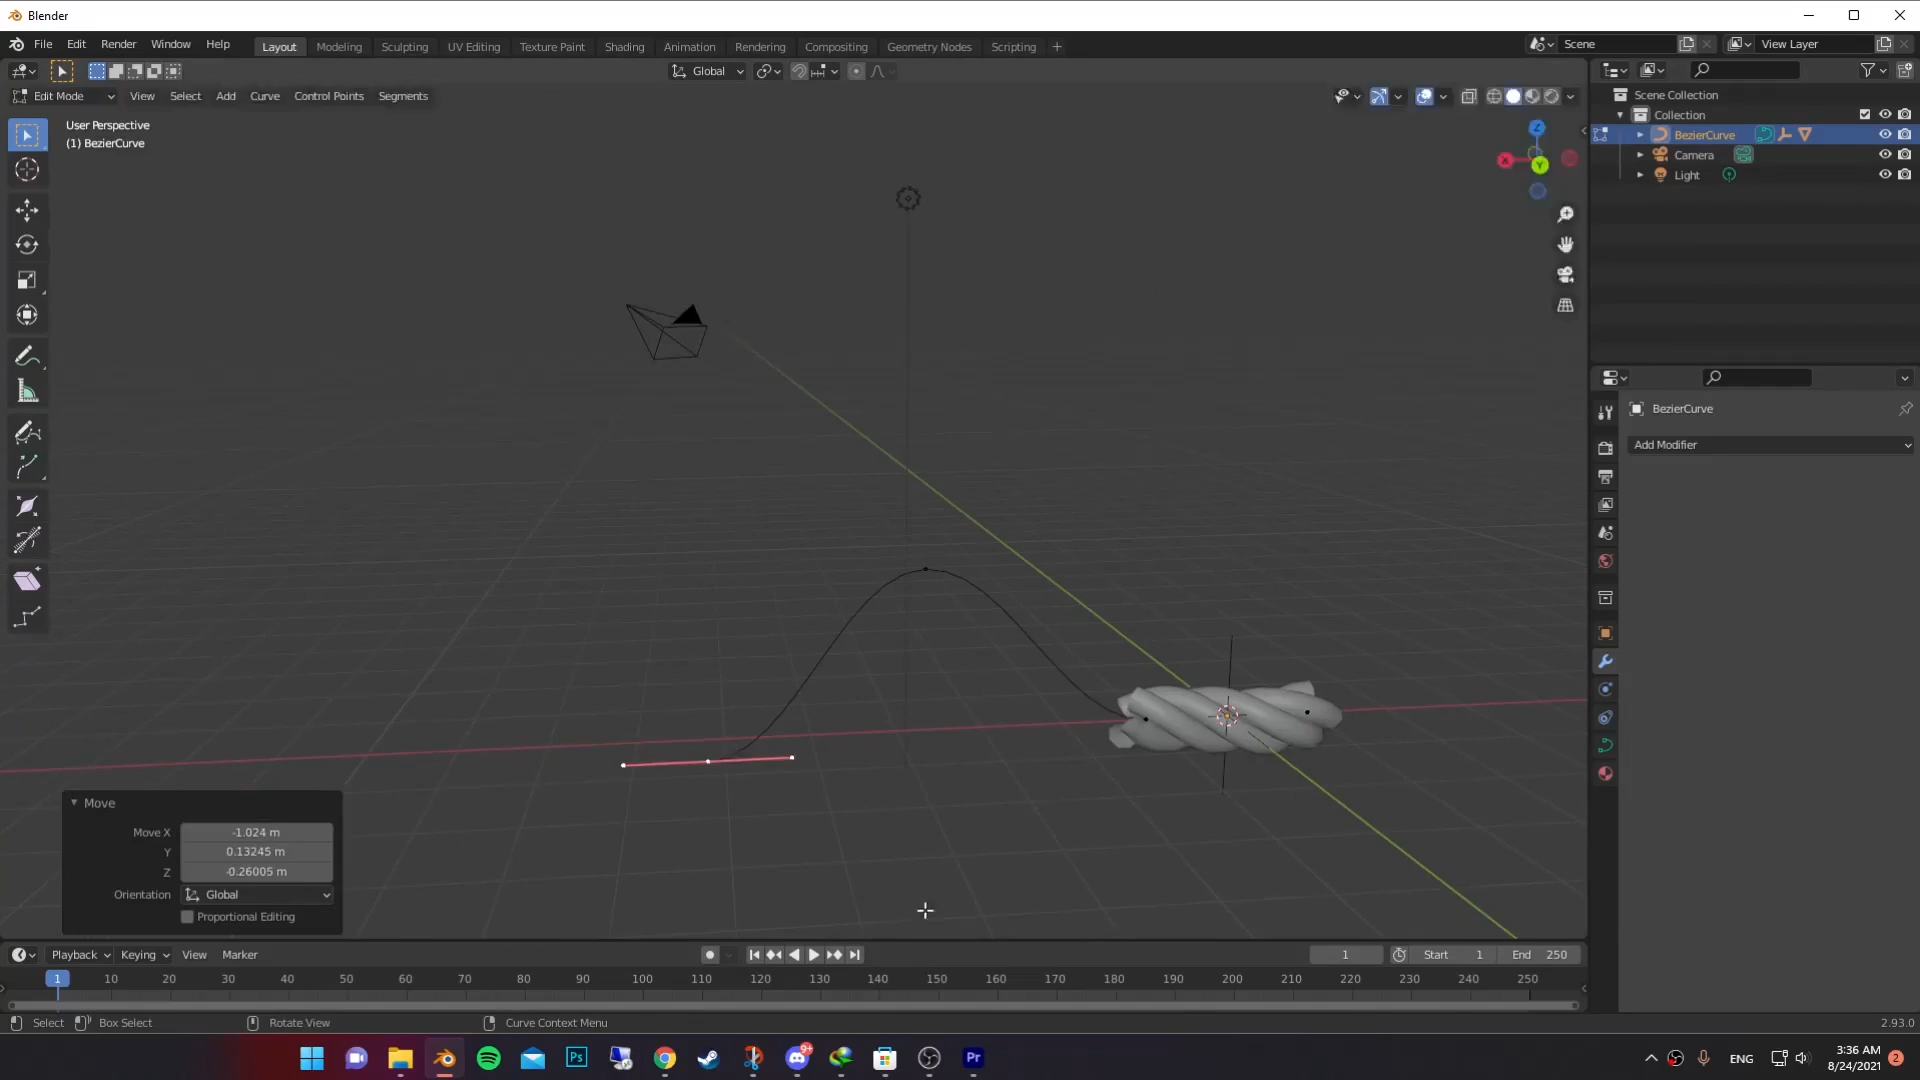 Blender
File Edit Render Window Help Layout Modeling Sculpting UV Editing Texture Paint Shading Animation Rendering Compositing Geometry Nodes Scripting + Scene View Layer
Global
Edit Mode View Select Add Curve Control Points Segments
User Perspective
(1) BezierCurve
Z
X
Y
Scene Collection
Collection
BezierCurve
Camera
Light
BezierCurve
Add Modifier
Move
Move X -1.024 m
Y 0.13245 m
Z -0.26005 m
Orientation Global
Proportional Editing
Playback Keying View Marker 1 Start 1 End 250
1 10 20 30 40 50 60 70 80 90 100 110 120 130 140 150 160 170 180 190 200 210 220 230 240 250
Select Box Select Rotate View Curve Context Menu 2.93.0
Ps 9+ Pr ENG 3:36 AM
8/24/2021 2